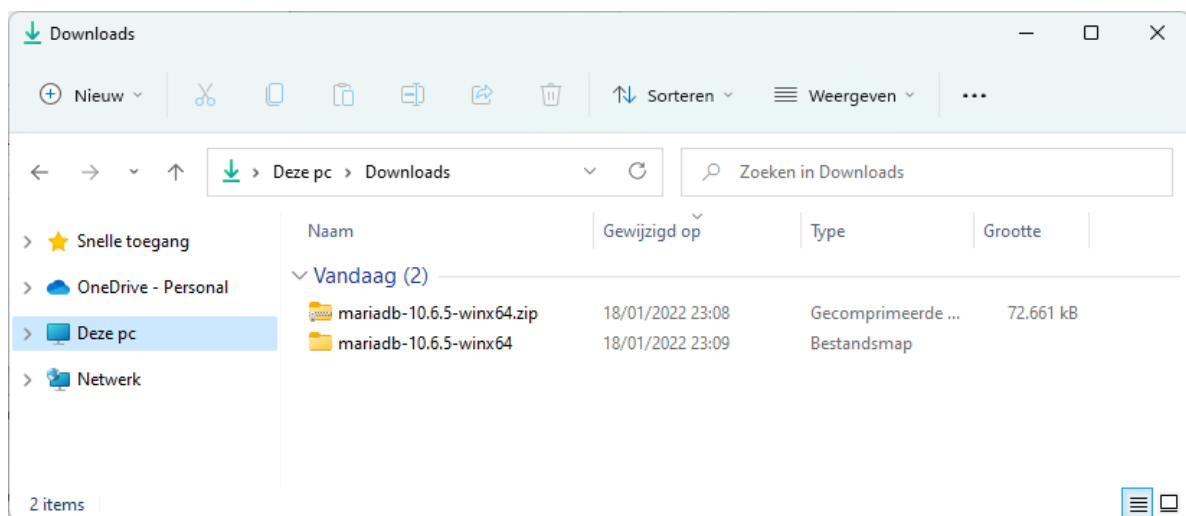 Downloads
Nieuw
Sorteren
Weergeven
Deze pc > Downloads
Zoeken in Downloads
Snelle toegang
OneDrive - Personal
Deze pc
Netwerk
Naam Gewijzigd op Type Grootte
Vandaag (2)
mariadb-10.6.5-winx64.zip 18/01/2022 23:08 Gecomprimeerde ... 72.661 kB
mariadb-10.6.5-winx64 18/01/2022 23:09 Bestandsmap
2 items